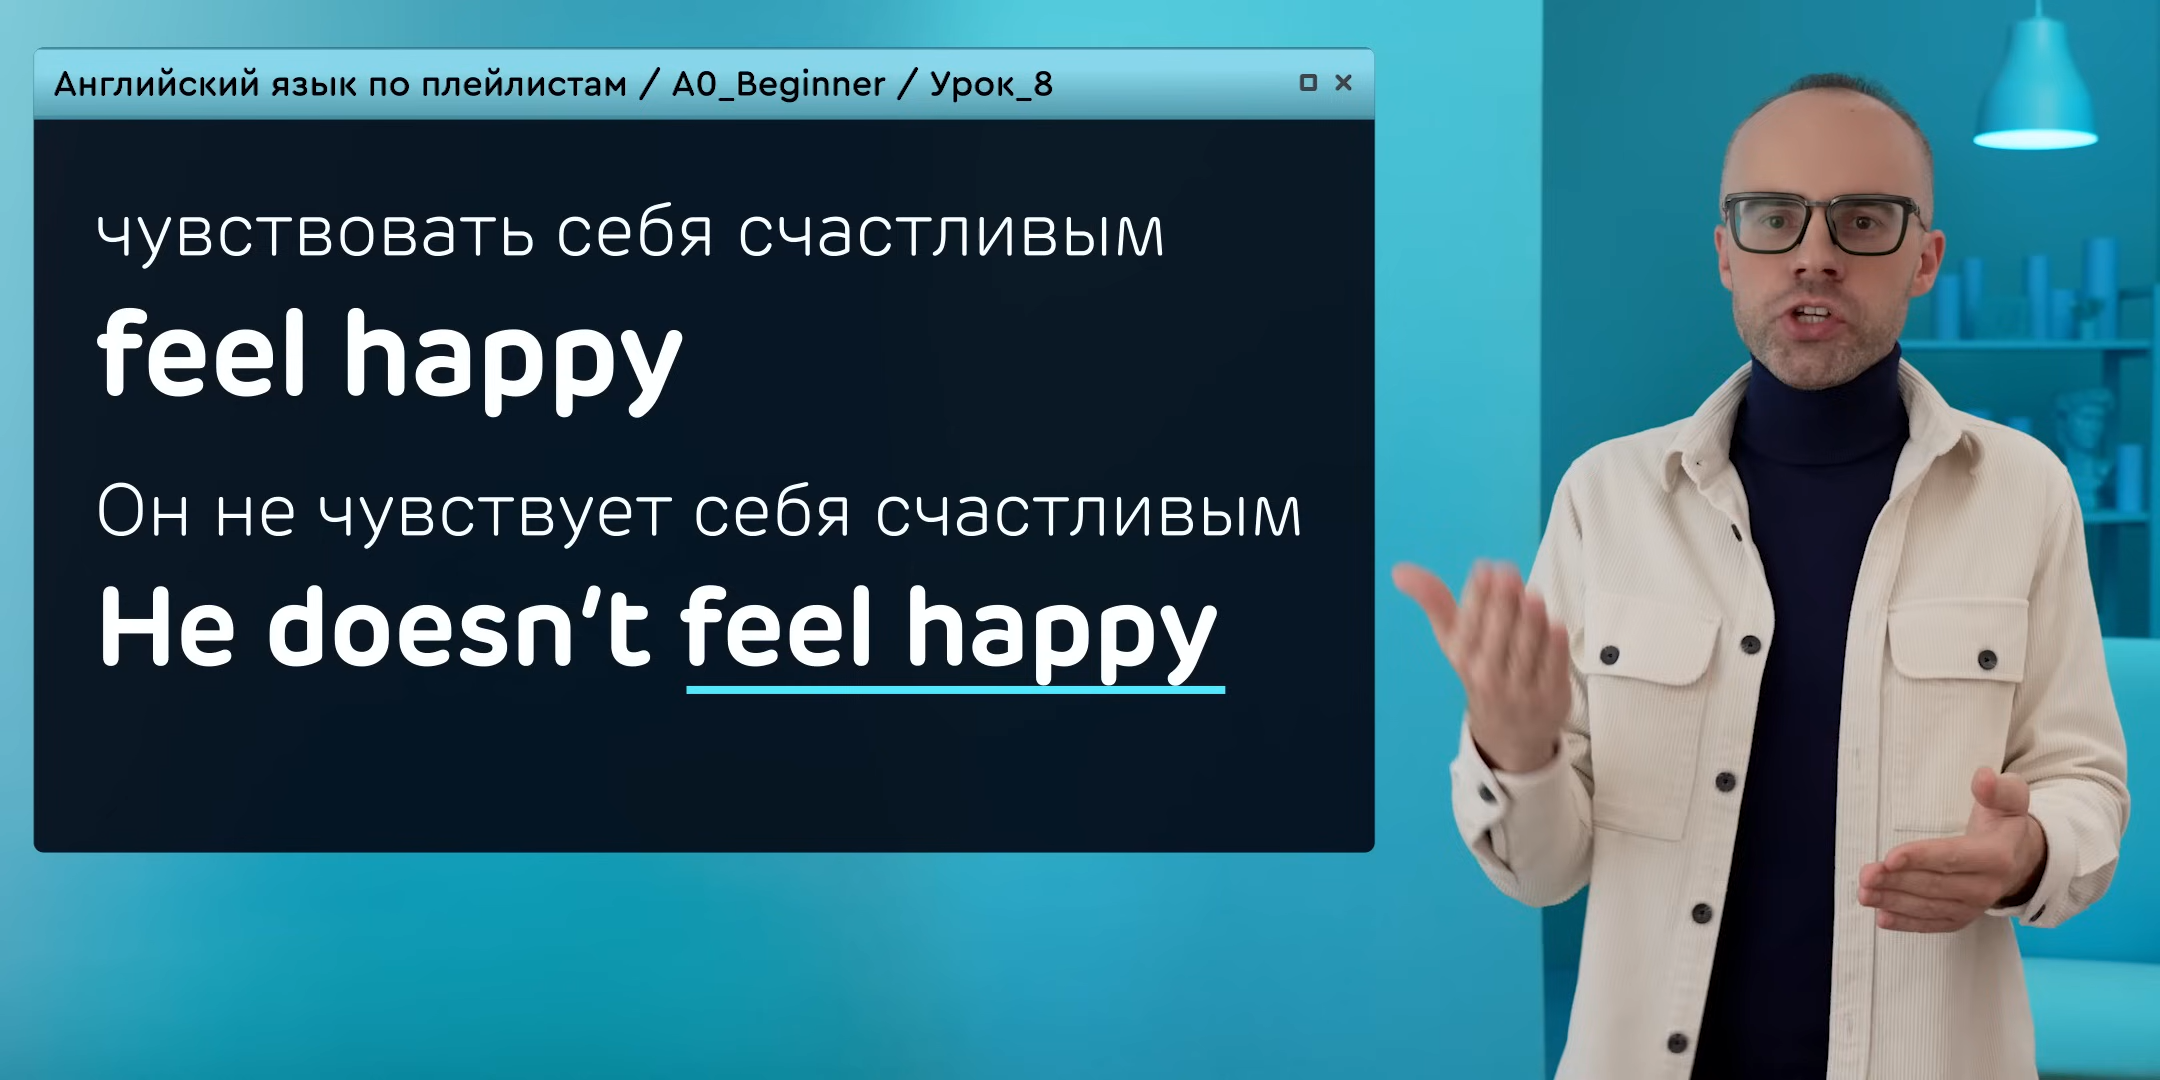 Английский язык по плейлистам / A0_Beginner / Урок_8
чувствовать себя счастливым
feel happy
Он не чувствует себя счастливым
He doesn't feel happy